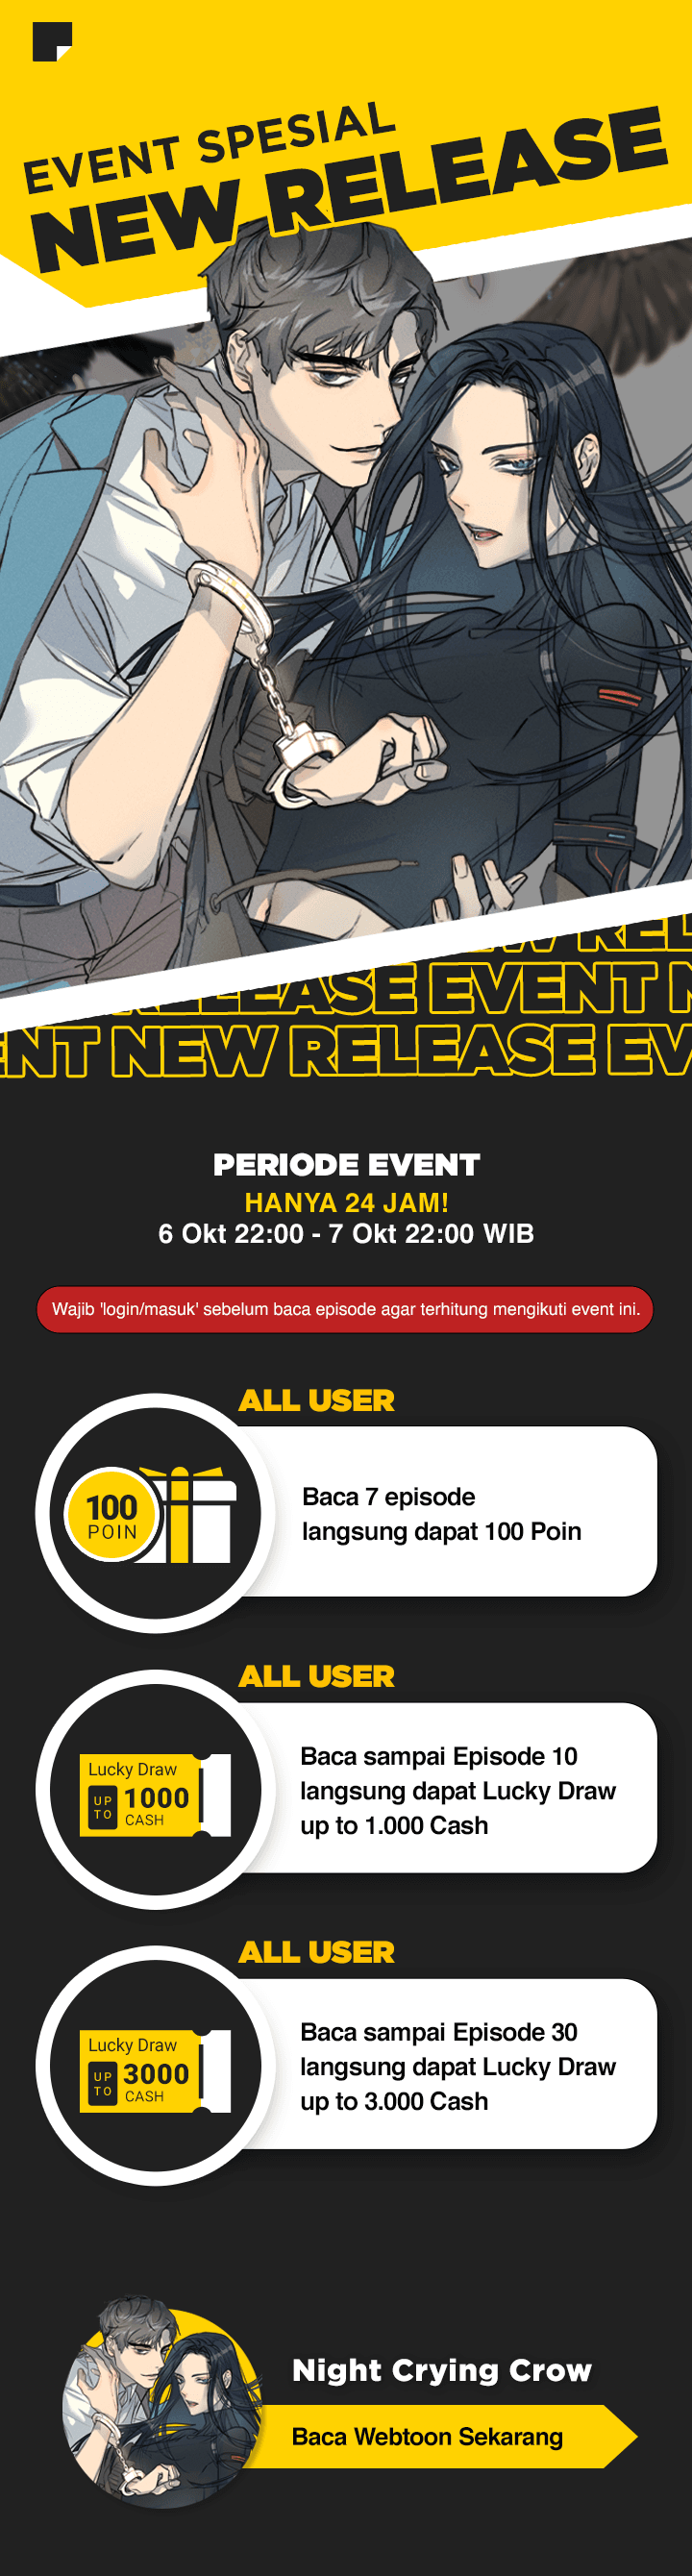 EVENT SPESIAL
NEW RELEASE
NEW REL
RELEASE EVENT N
ENT NEW RELEASE EV
PERIODE EVENT
HANYA 24 JAM!
6 Okt 22:00 - 7 Okt 22:00 WIB
Wajib 'login/masuk' sebelum baca episode agar terhitung mengikuti event ini.
ALL USER
100
POIN
Baca 7 episode
langsung dapat 100 Poin
ALL USER
Lucky Draw
UP TO 1000 CASH
Baca sampai Episode 10
langsung dapat Lucky Draw
up to 1.000 Cash
ALL USER
Lucky Draw
UP TO 3000 CASH
Baca sampai Episode 30
langsung dapat Lucky Draw
up to 3.000 Cash
Night Crying Crow
Baca Webtoon Sekarang